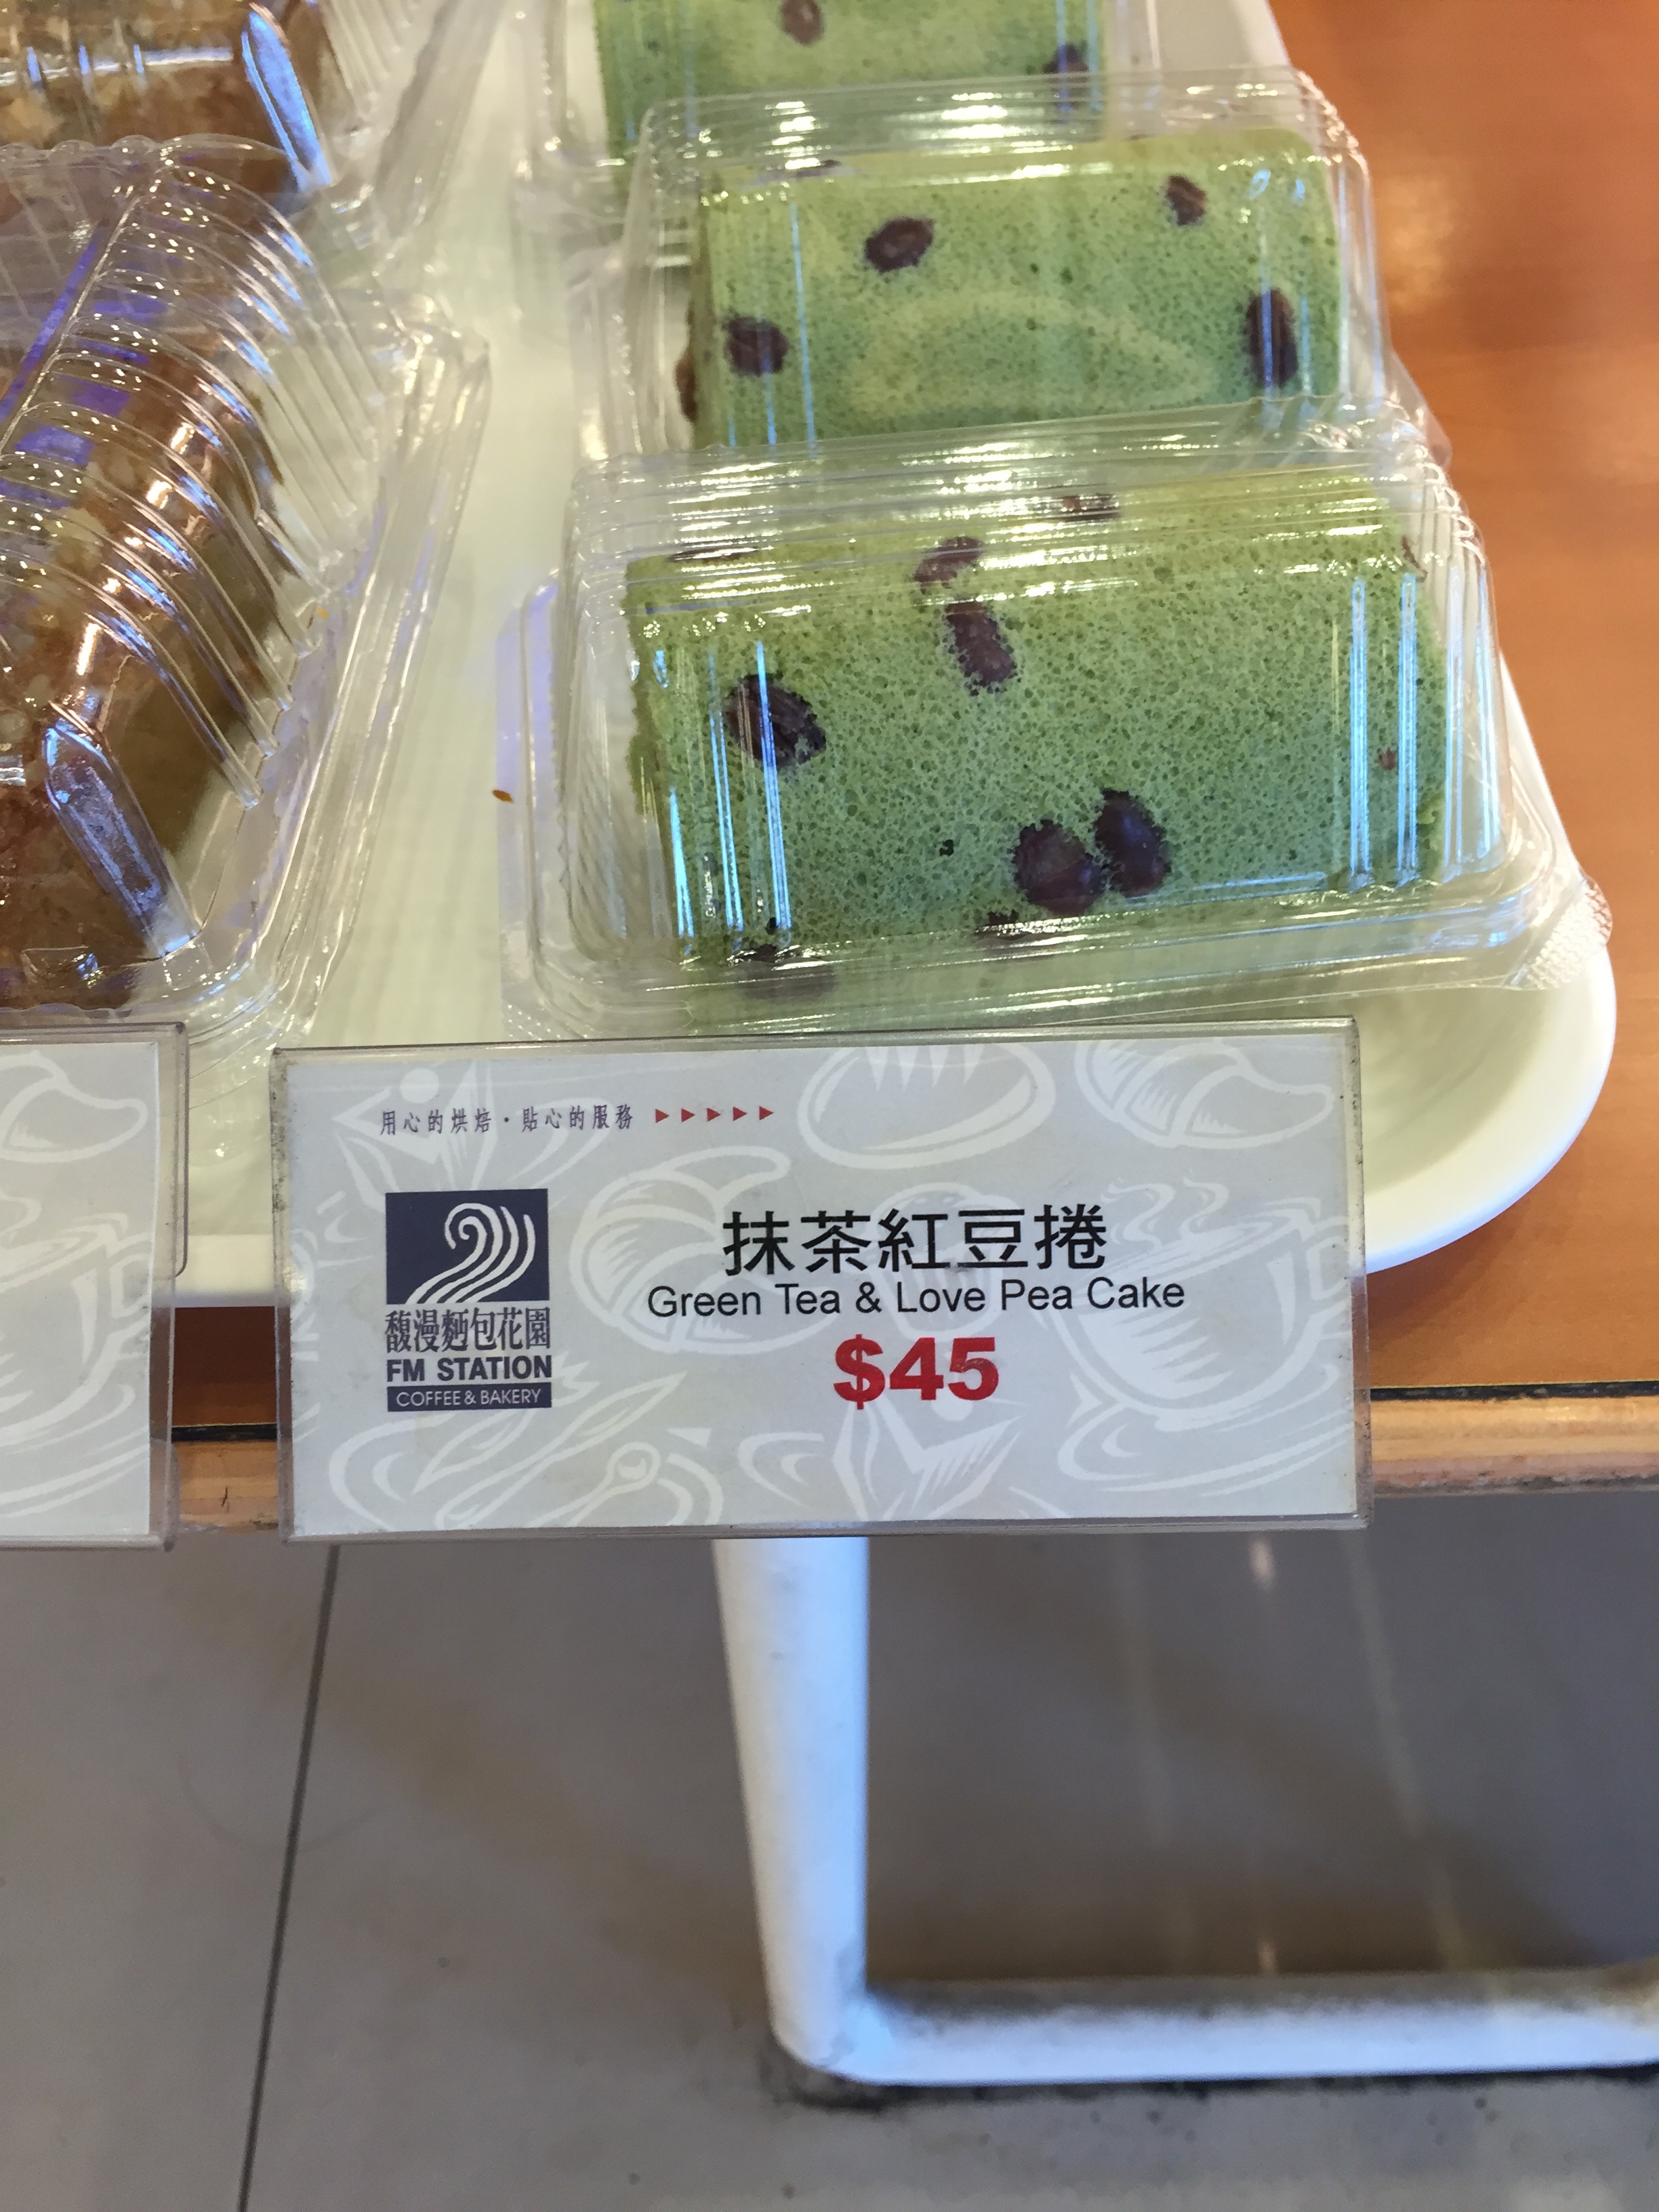 用心的烘焙・貼心的服務
抹茶紅豆捲
Green Tea & Love Pea Cake
$45
馥漫麵包花園
FM STATION
COFFEE & BAKERY